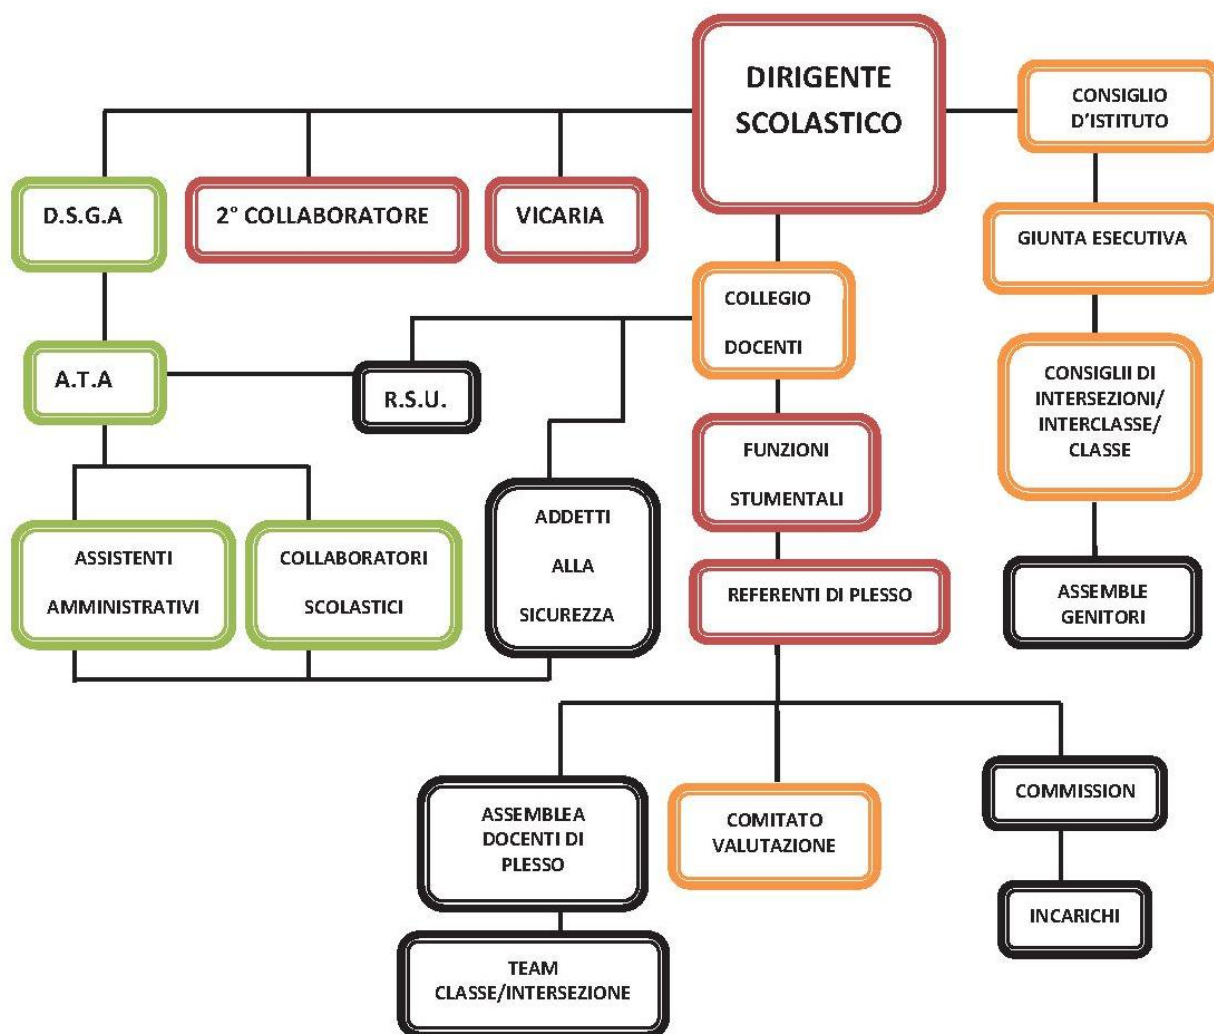 DIRIGENTE
SCOLASTICO
CONSIGLIO
D'ISTITUTO
D.S.G.A
2° COLLABORATORE
VICARIA
GIUNTA ESECUTIVA
COLLEGIO
DOCENTI
A.T.A
R.S.U.
CONSIGLII DI
INTERSEZIONI/
INTERCLASSE/
CLASSE
FUNZIONI
STUMENTALI
ASSISTENTI
AMMINISTRATIVI
COLLABORATORI
SCOLASTICI
ADDETTI
ALLA
SICUREZZA
REFERENTI DI PLESSO
ASSEMBLE
GENITORI
ASSEMBLEA
DOCENTI DI
PLESSO
COMITATO
VALUTAZIONE
COMMISSION
INCARICHI
TEAM
CLASSE/INTERSEZIONE